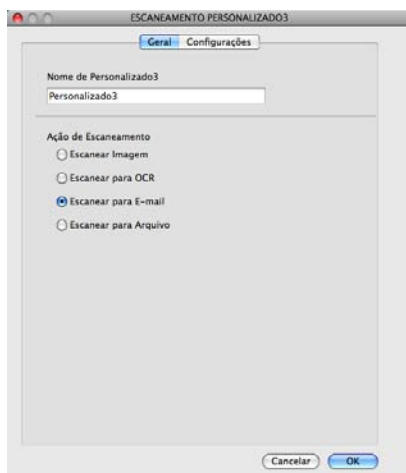 ESCANEAMENTO PERSONALIZADO3
Geral Configurações
Nome de Personalizado3
Personalizado3
Ação de Escaneamento
Escanear Imagem
Escanear para OCR
Escanear para E-mail
Escanear para Arquivo
Cancelar OK